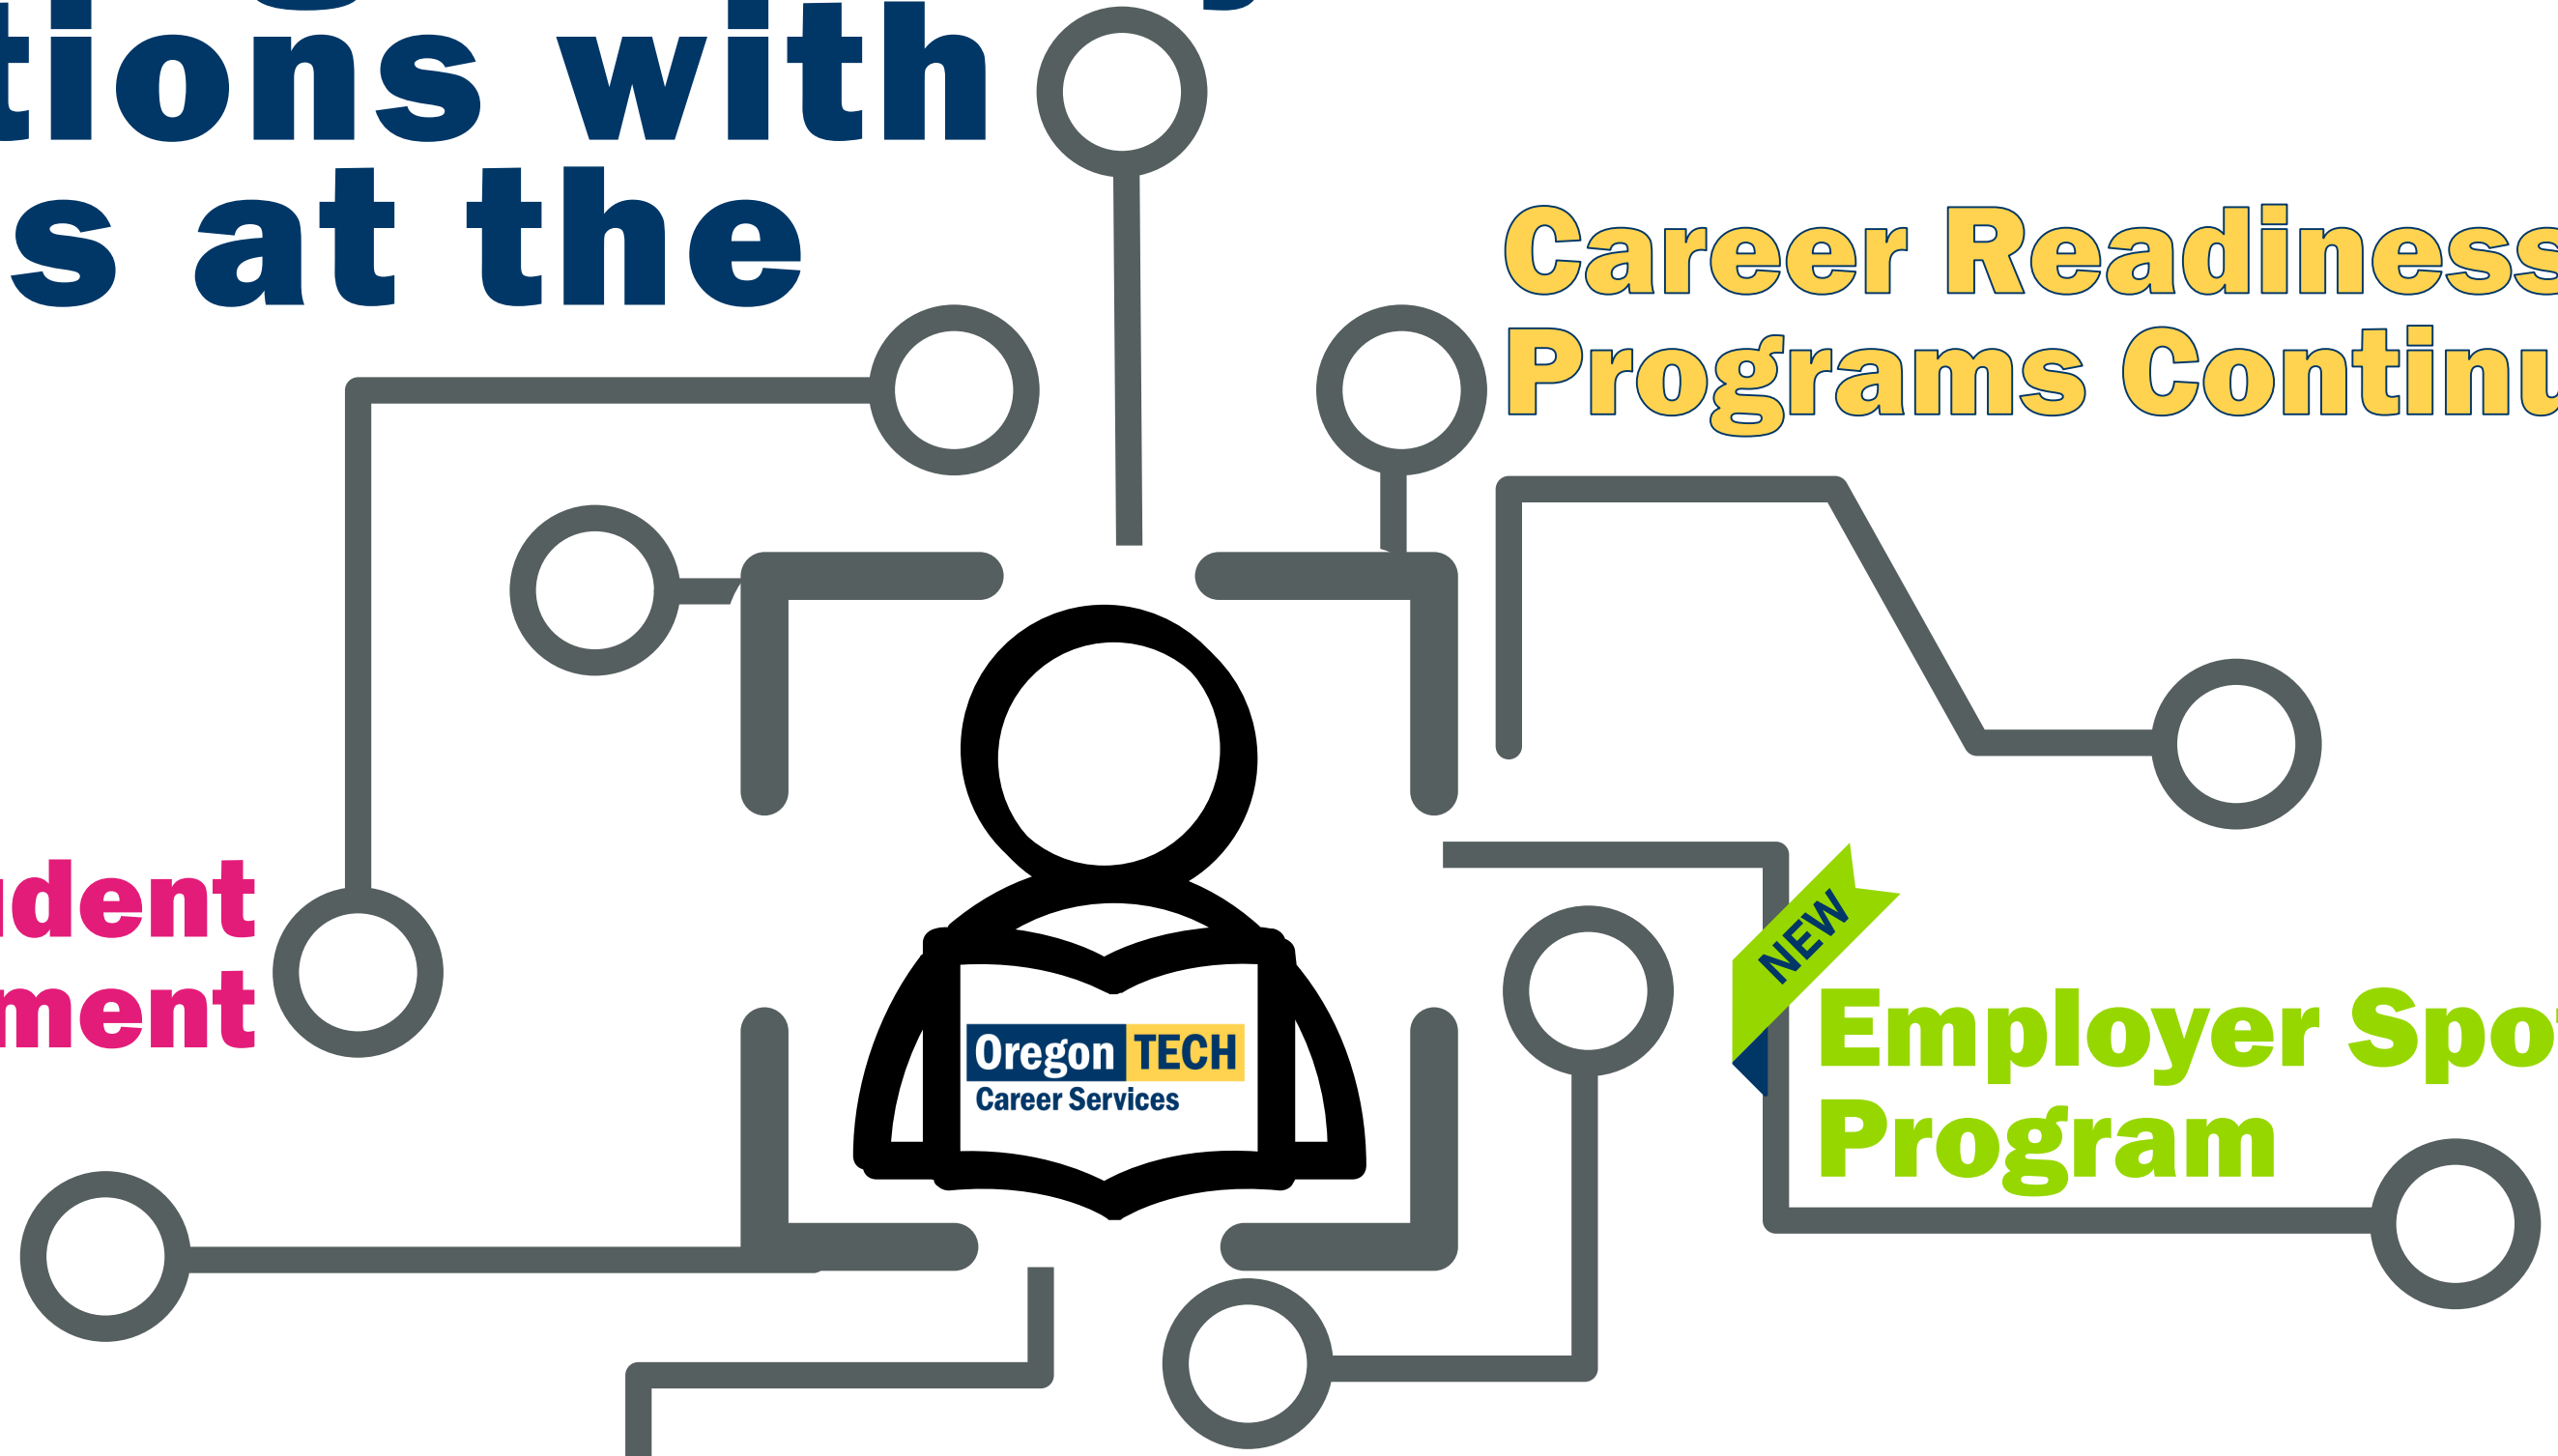 tions with
s at the
Career Readiness
Programs Continu
udent
ment
NEW
Employer Spo
Program
Oregon TECH
Career Services